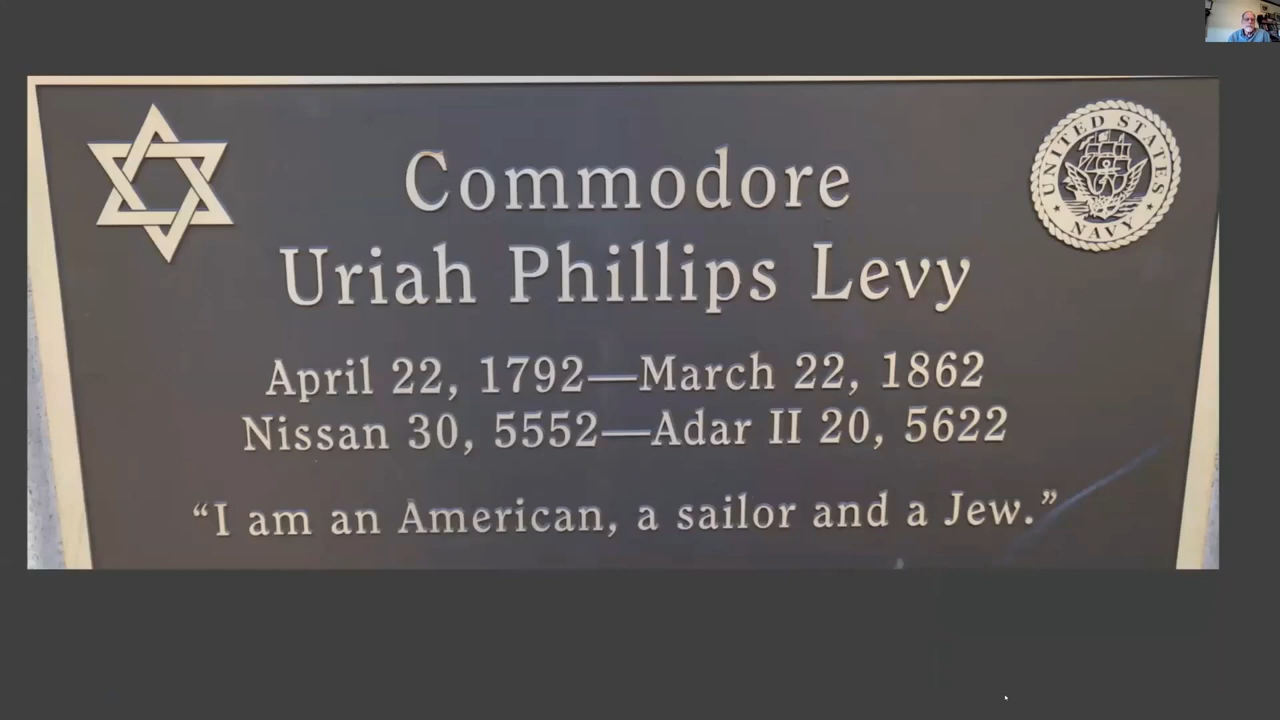 Commodore
Uriah Phillips Levy
April 22, 1792—March 22, 1862
Nissan 30, 5552—Adar II 20, 5622
“I am an American, a sailor and a Jew.”
UNITED STATES
NAVY